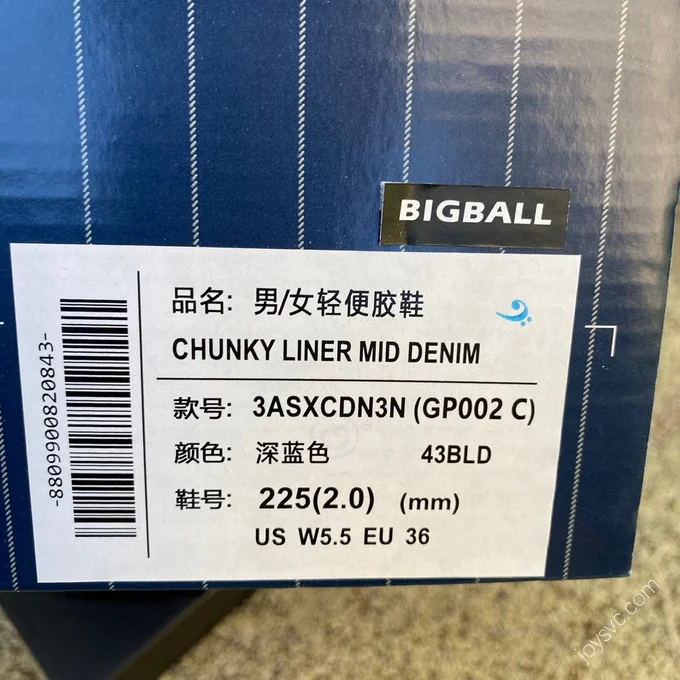 BIGBALL
品名: 男/女轻便胶鞋
CHUNKY LINER MID DENIM
款号: 3ASXCDN3N (GP002 C)
颜色: 深蓝色 43BLD
鞋号: 225(2.0) (mm)
US W5.5 EU 36
-8809900820843-
joysvc.com